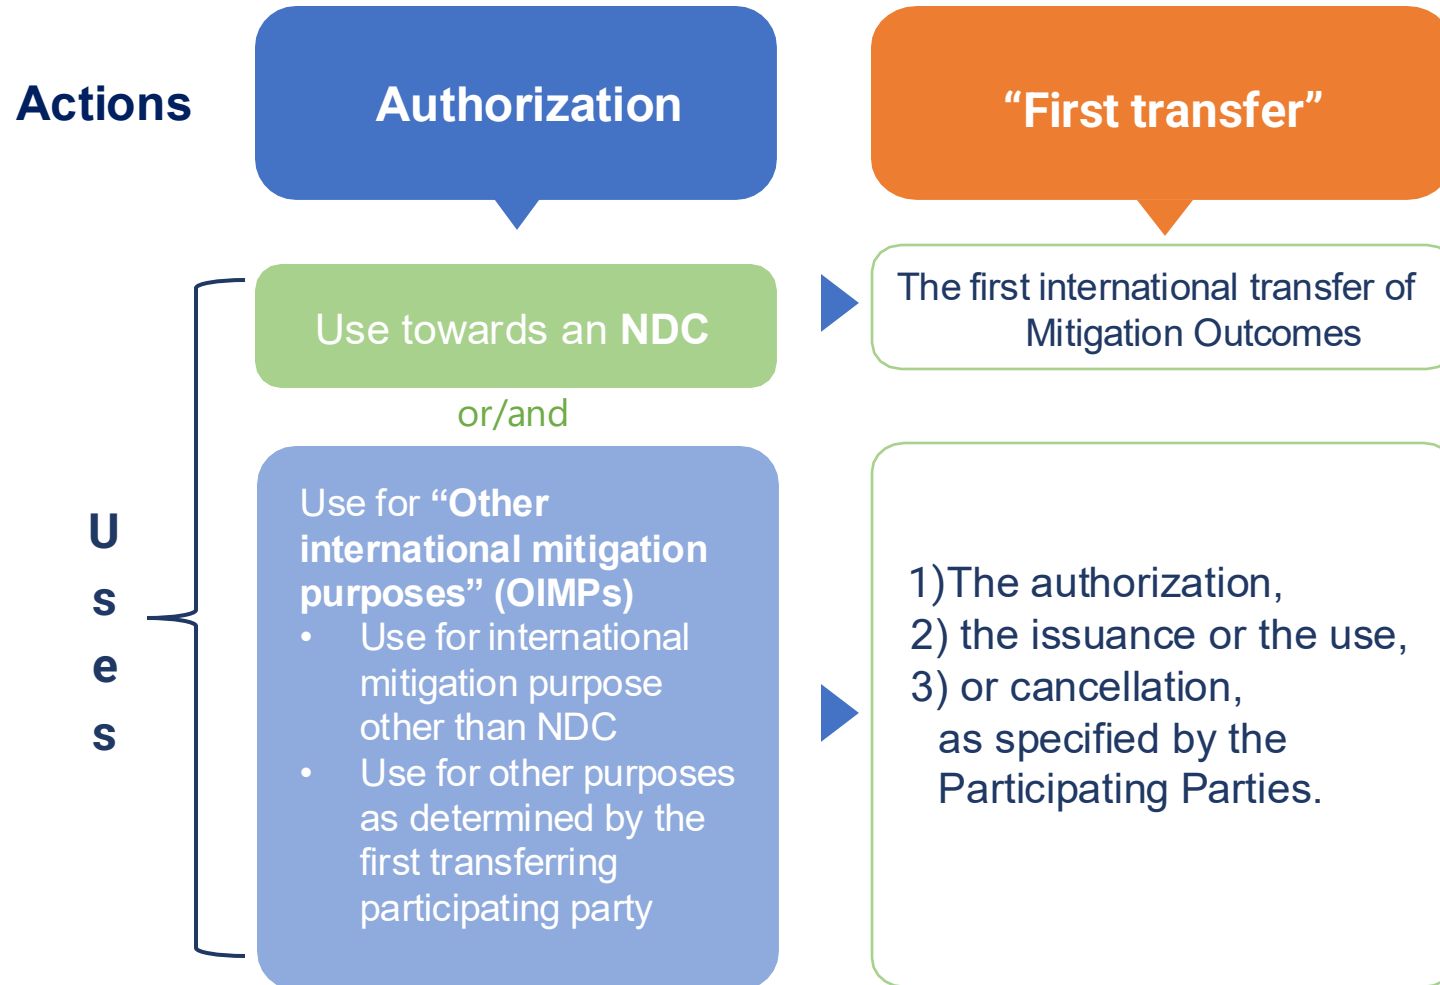 Actions
Authorization
“First transfer”
Use towards an NDC
The first international transfer of
Mitigation Outcomes
or/and
Uses
Use for “Other
international mitigation
purposes” (OIMPs)
• Use for international
mitigation purpose
other than NDC
• Use for other purposes
as determined by the
first transferring
participating party
1)The authorization,
2) the issuance or the use,
3) or cancellation,
as specified by the
Participating Parties.